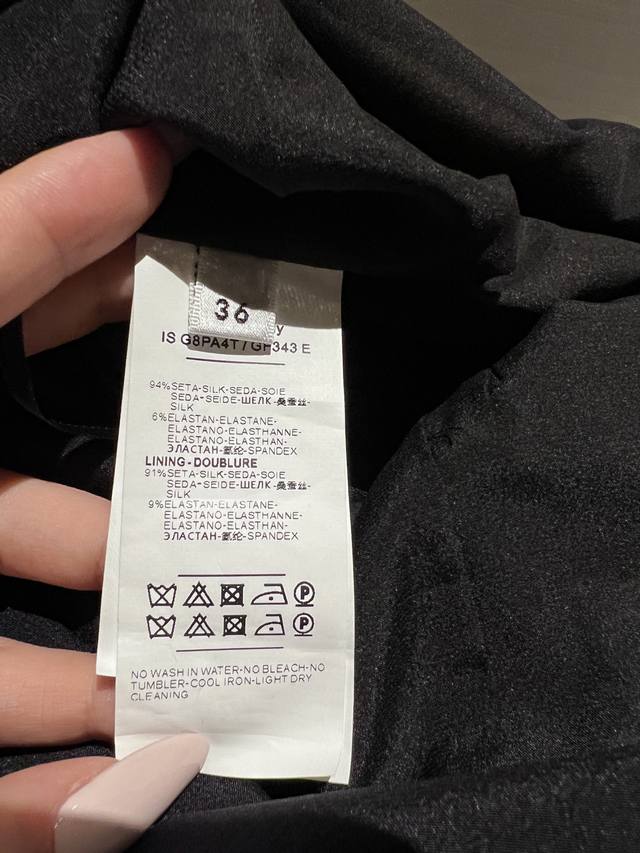 36
y
IS G8PA4T / GH343 E
94%SETA-SILK-SEDA-SOIE
SEDA-SEIDE-ШЕЛК-桑蚕丝-
SILK
6%ELASTAN-ELASTANE-
ELASTANO-ELASTHANNE-
ELASTANO-ELASTHAN-
ЭЛАСТАН-氨纶-SPANDEX
LINING-DOUBLURE
91%SETA-SILK-SEDA-SOIE
SEDA-SEIDE-ШЕЛК-桑蚕丝-
SILK
9%ELASTAN-ELASTANE-
ELASTANO-ELASTHANNE-
ELASTANO-ELASTHAN-
ЭЛАСТАН-氨纶-SPANDEX
P
P
NO WASH IN WATER-NO BLEACH-NO
TUMBLER-COOL IRON-LIGHT DRY
CLEANING